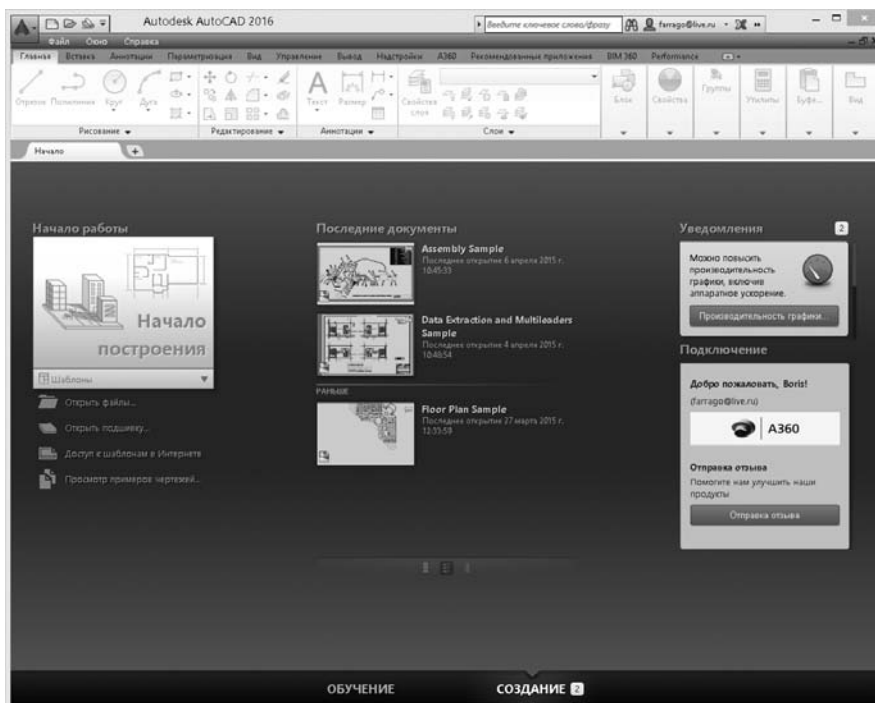 Autodesk AutoCAD 2016
Введите ключевое слово/фразу
farrago@live.ru
Файл Окно Справка
Главная Вставка Аннотации Параметризация Вид Управление Вывод Надстройки A360 Рекомендованные приложения BIM 360 Performance
Отрезок Полилиния Круг Дуга
Текст Размер
Свойства слоя
Блок Свойства Группы Утилиты Буфе... Вид
Рисование Редактирование Аннотации Слои
Начало
Начало работы
Начало построения
Шаблоны
Открыть файлы...
Открыть подшивку...
Доступ к шаблонам в Интернете
Просмотр примеров чертежей...
Последние документы
Assembly Sample
Последнее открытие 6 апреля 2015 г.
10:45:33
Data Extraction and Multileaders
Sample
Последнее открытие 4 апреля 2015 г.
10:48:54
РАНЬШЕ
Floor Plan Sample
Последнее открытие 27 марта 2015 г.
12:33:59
Уведомления 2
Можно повысить
производительность
графики, включив
аппаратное ускорение.
Производительность графики...
Подключение
Добро пожаловать, Boris!
(farrago@live.ru)
A360
Отправка отзыва
Помогите нам улучшить наши
продукты
Отправка отзыва
ОБУЧЕНИЕ СОЗДАНИЕ 2